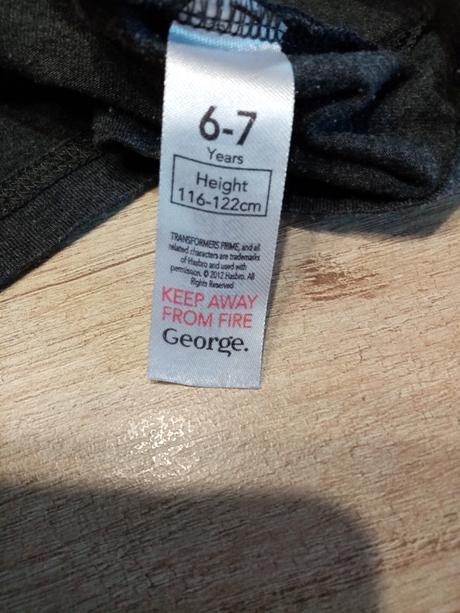 6-7
Years
Height
116-122cm
TRANSFORMERS PRIME, and all
related characters are trademarks
of Hasbro and used with
permission. © 2012 Hasbro. All
Rights Reserved
KEEP AWAY
FROM FIRE
George.